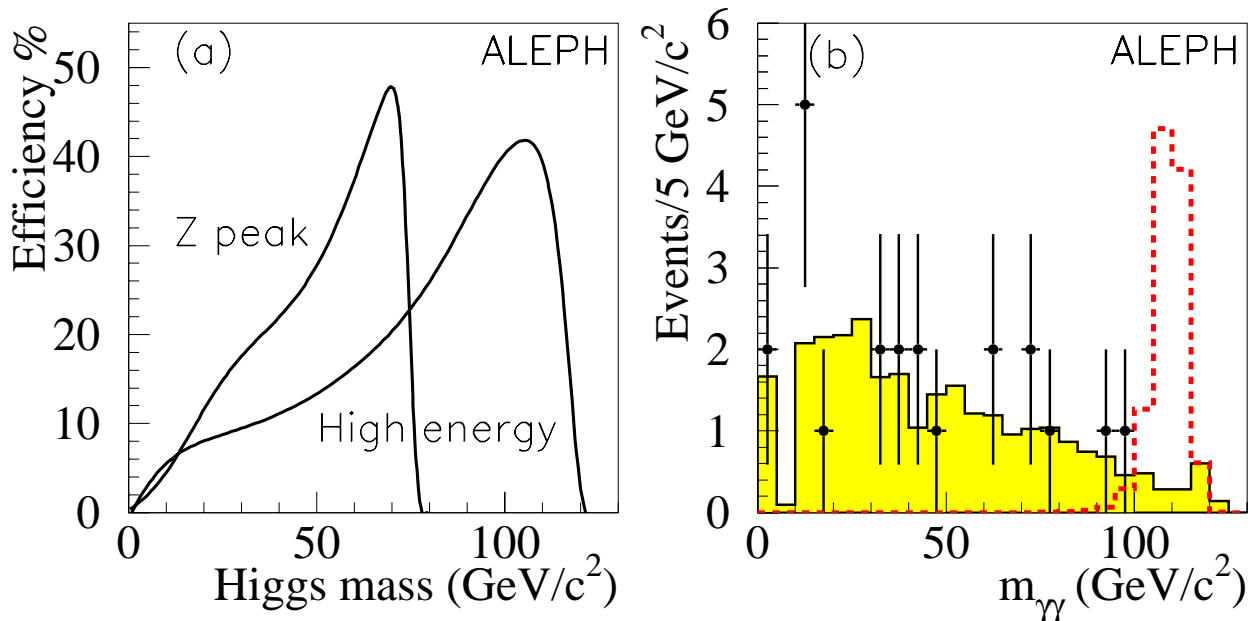 (a)
ALEPH
Efficiency %
50
40
30
20
10
0
Z peak
High energy
0
50
100
Higgs mass (GeV/c²)
(b)
ALEPH
Events/5 GeV/c²
6
5
4
3
2
1
0
0
50
100
m_γγ (GeV/c²)